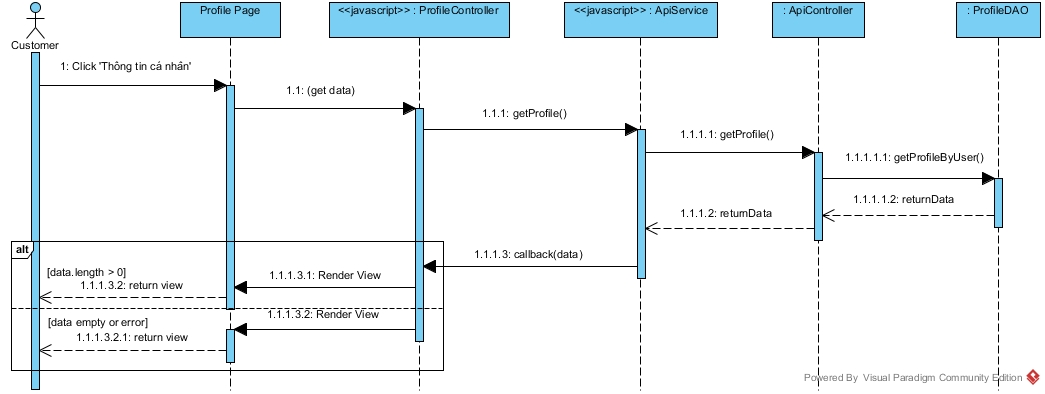 Profile Page
<<javascript>> : ProfileController
<<javascript>> : ApiService
: ApiController
: ProfileDAO
Customer
1: Click 'Thông tin cá nhân'
1.1: (get data)
1.1.1: getProfile()
1.1.1.1: getProfile()
1.1.1.1.1: getProfileByUser()
1.1.1.1.2: returnData
1.1.1.2: returnData
alt
1.1.1.3: callback(data)
[data.length > 0]
1.1.1.3.1: Render View
1.1.1.3.2: return view
[data empty or error]
1.1.1.3.2: Render View
1.1.1.3.2.1: return view
Powered By Visual Paradigm Community Edition